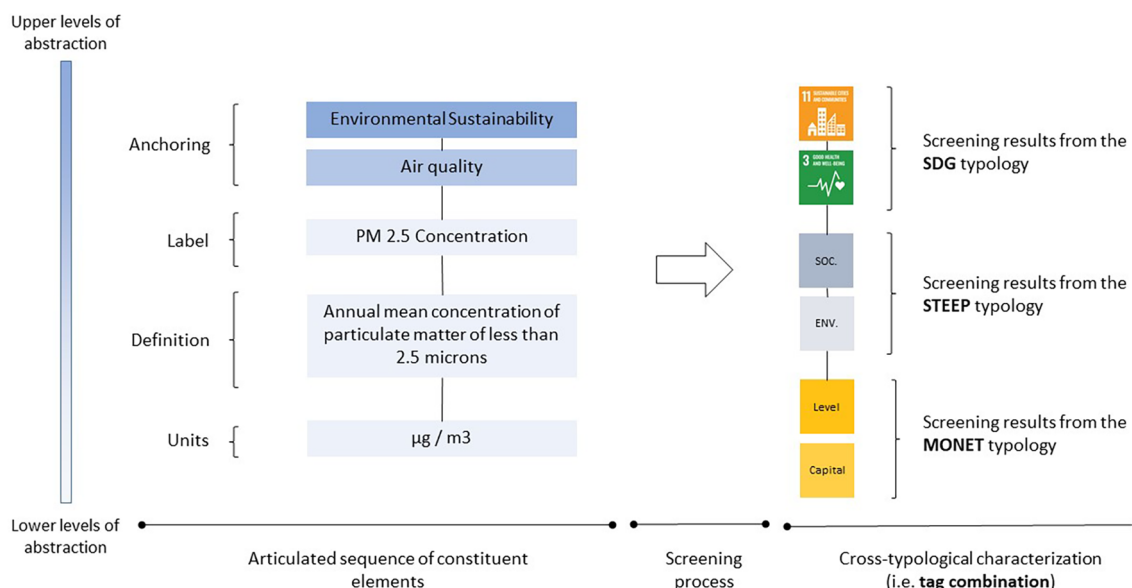 Upper levels of
abstraction
Anchoring
Environmental Sustainability
Air quality
Label
PM 2.5 Concentration
Definition
Annual mean concentration of
particulate matter of less than
2.5 microns
Units
µg / m3
Lower levels of
abstraction
Articulated sequence of constituent
elements
Screening
process
11 SUSTAINABLE CITIES
AND COMMUNITIES
3 GOOD HEALTH
AND WELL-BEING
Screening results from the
SDG typology
SOC.
ENV.
Screening results from the
STEEP typology
Level
Capital
Screening results from the
MONET typology
Cross-typological characterization
(i.e. tag combination)